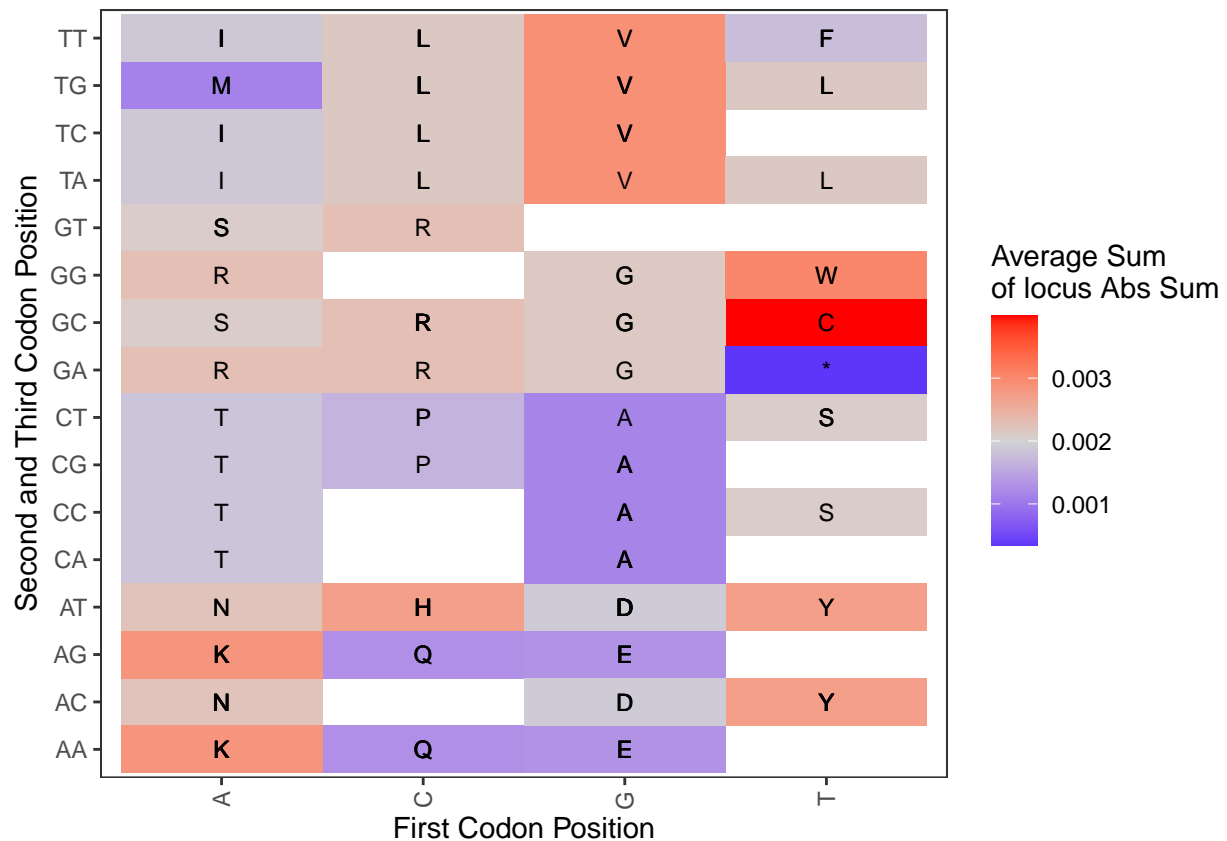 TT I L V F
TG M L V L
TC I L V
TA I L V L
GT S R
GG R G W
GC S R G C
GA R R G *
CT T P A S
CG T P A
CC T A S
CA T A
AT N H D Y
AG K Q E
AC N D Y
AA K Q E
A C G T
First Codon Position
Second and Third Codon Position
Average Sum
of locus Abs Sum
0.003
0.002
0.001